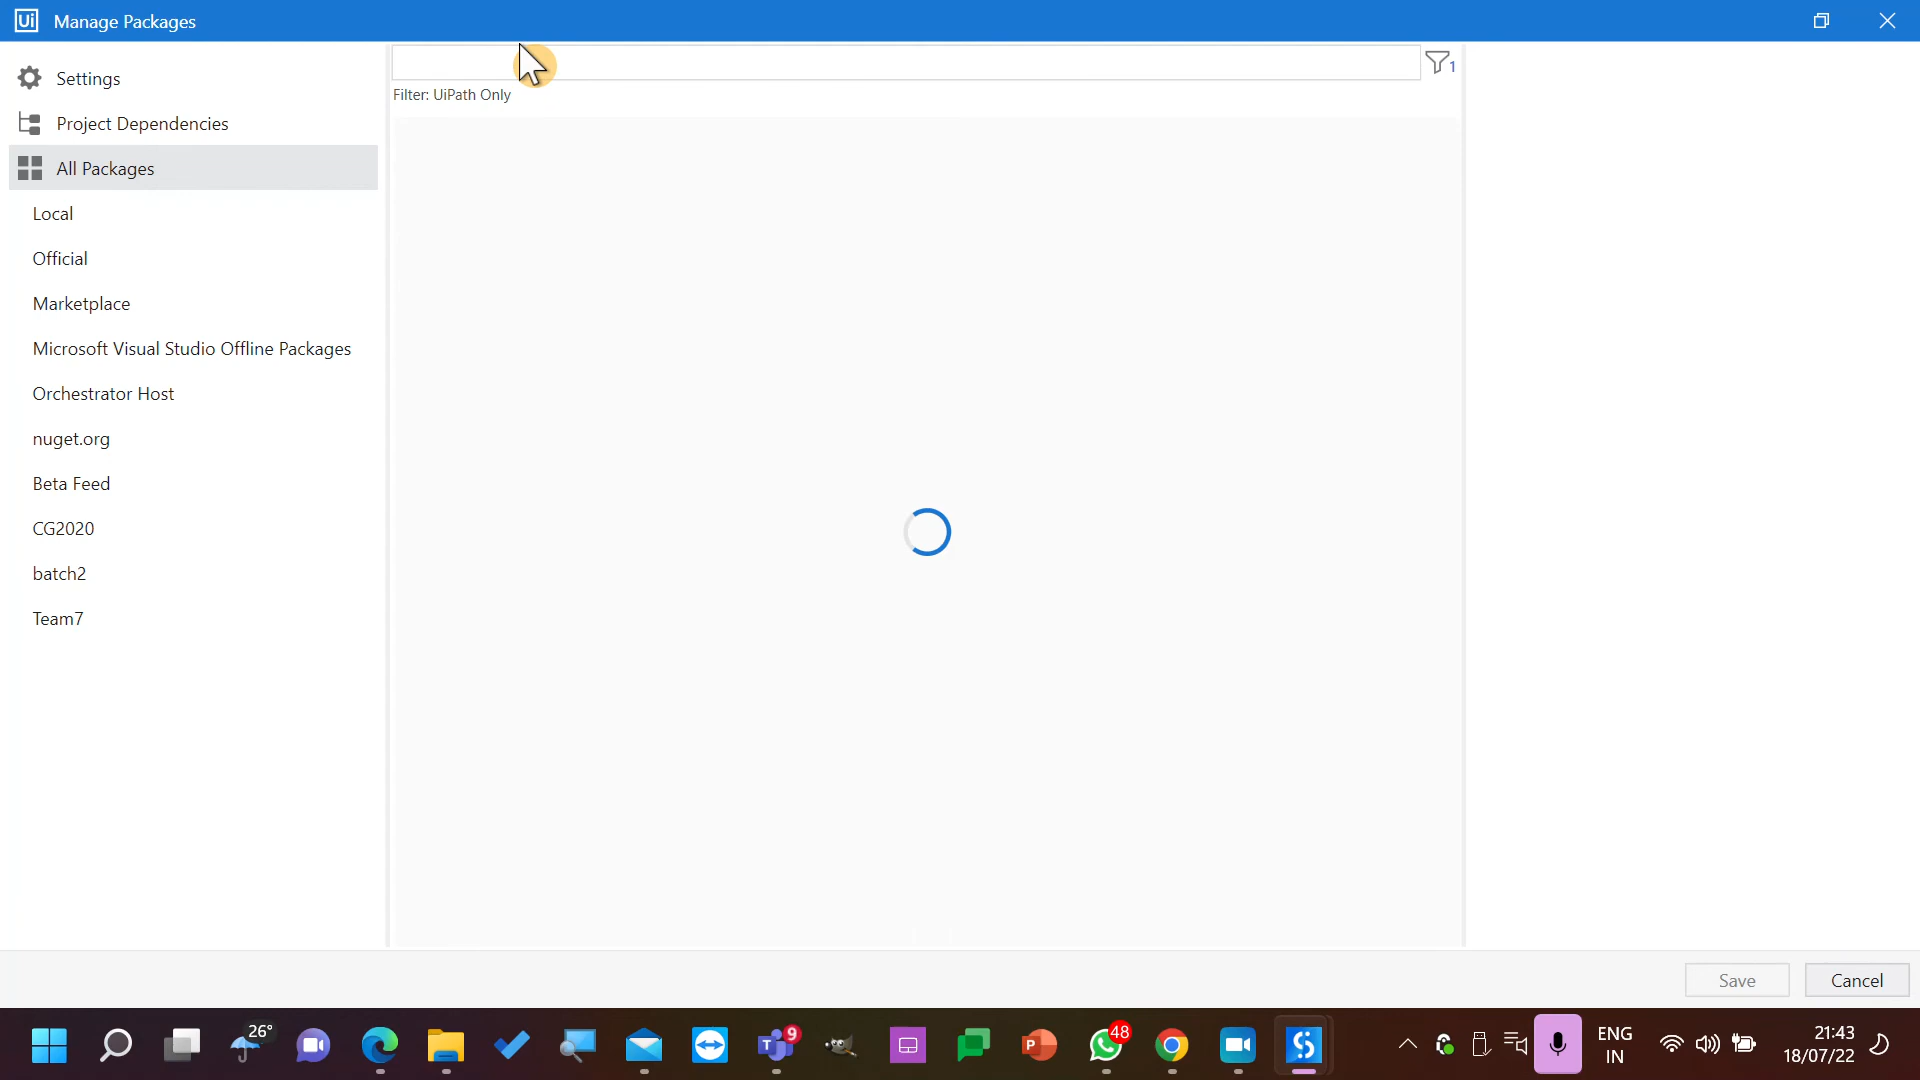 Ui Manage Packages
Settings
Project Dependencies
All Packages
Local
Official
Marketplace
Microsoft Visual Studio Offline Packages
Orchestrator Host
nuget.org
Beta Feed
CG2020
batch2
Team7
1
Filter: UiPath Only
Save
Cancel
26°
9
48
ENG
IN
21:43
18/07/22